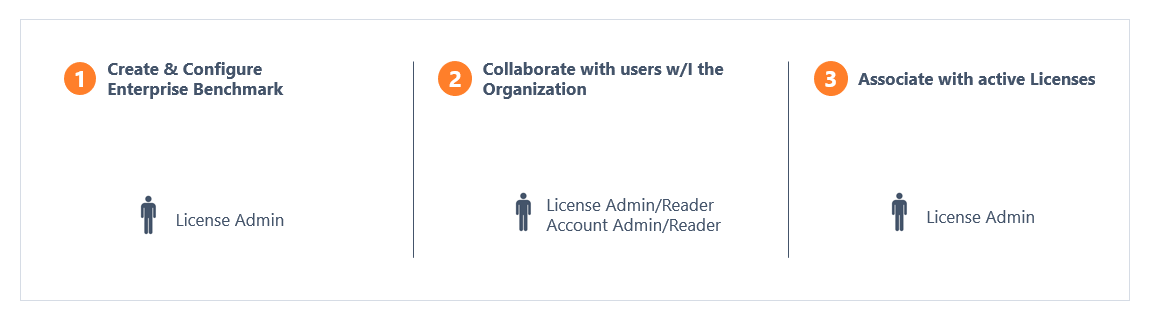 1
Create & Configure
Enterprise Benchmark
License Admin
2
Collaborate with users w/I the
Organization
License Admin/Reader
Account Admin/Reader
3
Associate with active Licenses
License Admin